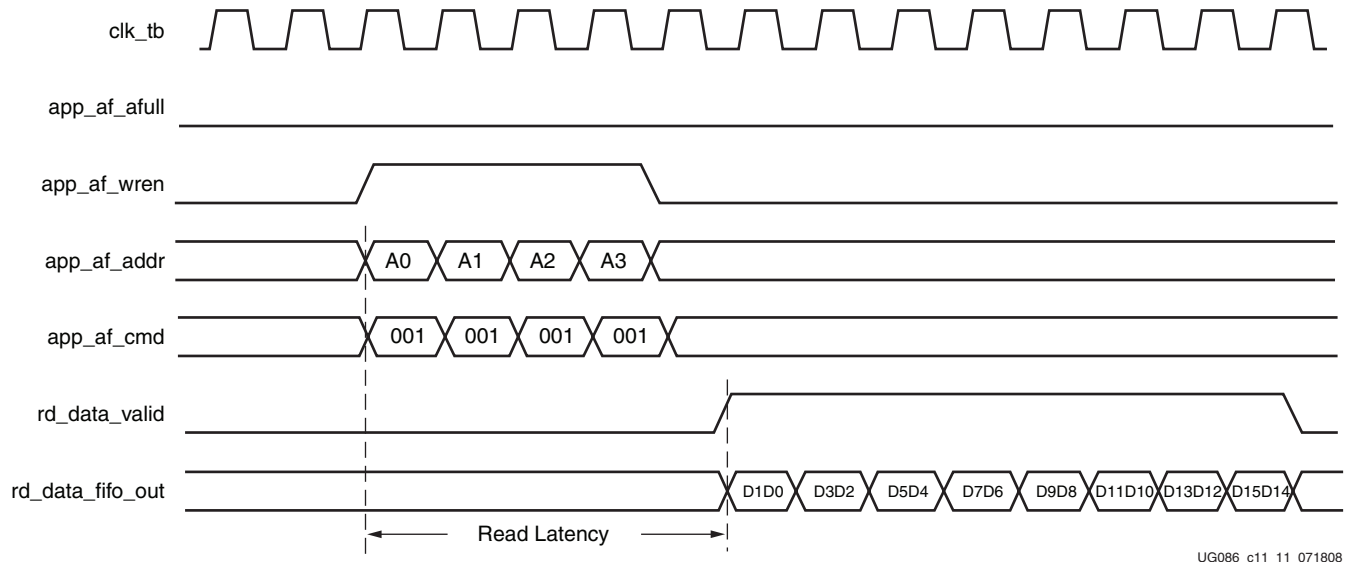 clk_tb
app_af_afull
app_af_wren
app_af_addr A0 A1 A2 A3
app_af_cmd 001 001 001 001
rd_data_valid
rd_data_fifo_out D1D0 D3D2 D5D4 D7D6 D9D8 D11D10 D13D12 D15D14
Read Latency
UG086_c11_11_071808